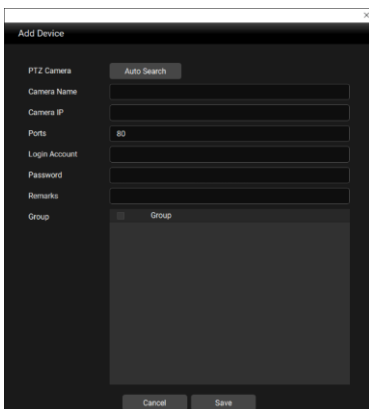 Add Device
PTZ Camera Auto Search
Camera Name
Camera IP
Ports 80
Login Account
Password
Remarks
Group Group
Cancel Save